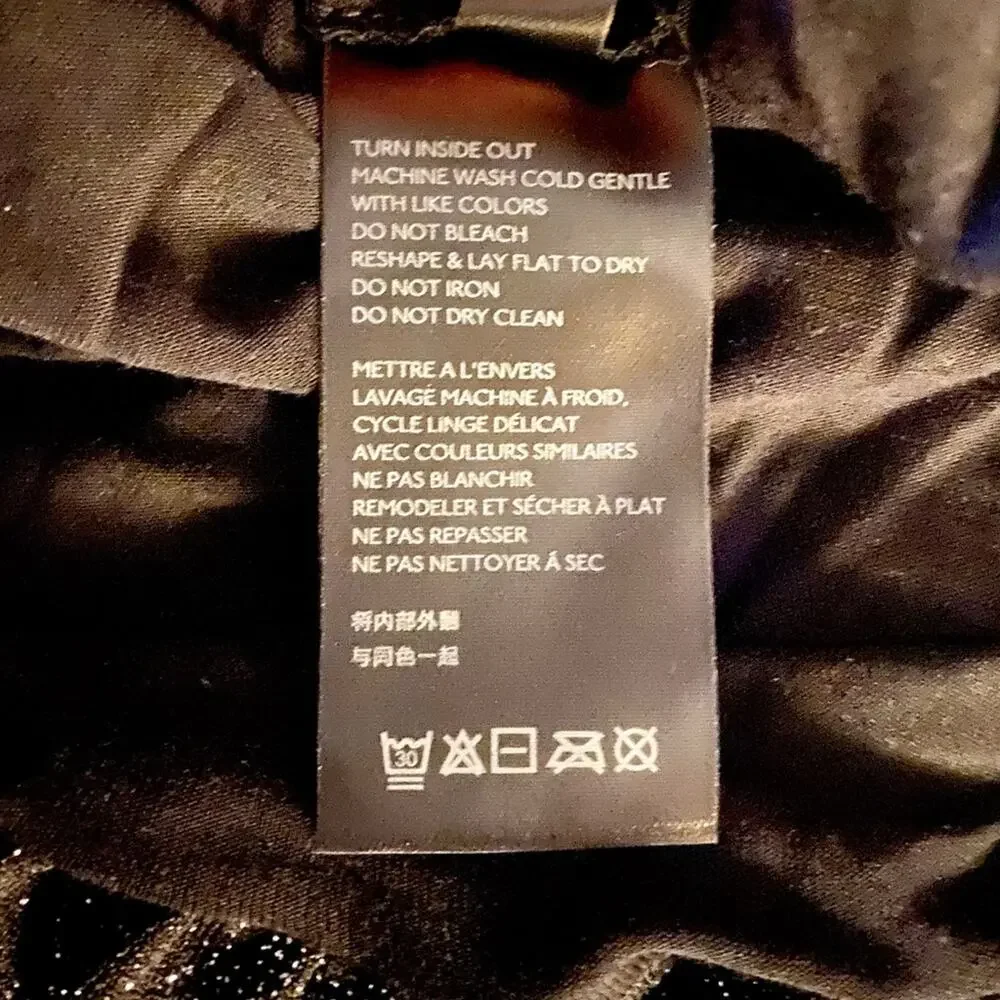 TURN INSIDE OUT
MACHINE WASH COLD GENTLE
WITH LIKE COLORS
DO NOT BLEACH
RESHAPE & LAY FLAT TO DRY
DO NOT IRON
DO NOT DRY CLEAN
METTRE A L'ENVERS
LAVAGE MACHINE À FROID,
CYCLE LINGE DÉLICAT
AVEC COULEURS SIMILAIRES
NE PAS BLANCHIR
REMODELER ET SÉCHER À PLAT
NE PAS REPASSER
NE PAS NETTOYER Á SEC
将内部外翻
与同色一起
30